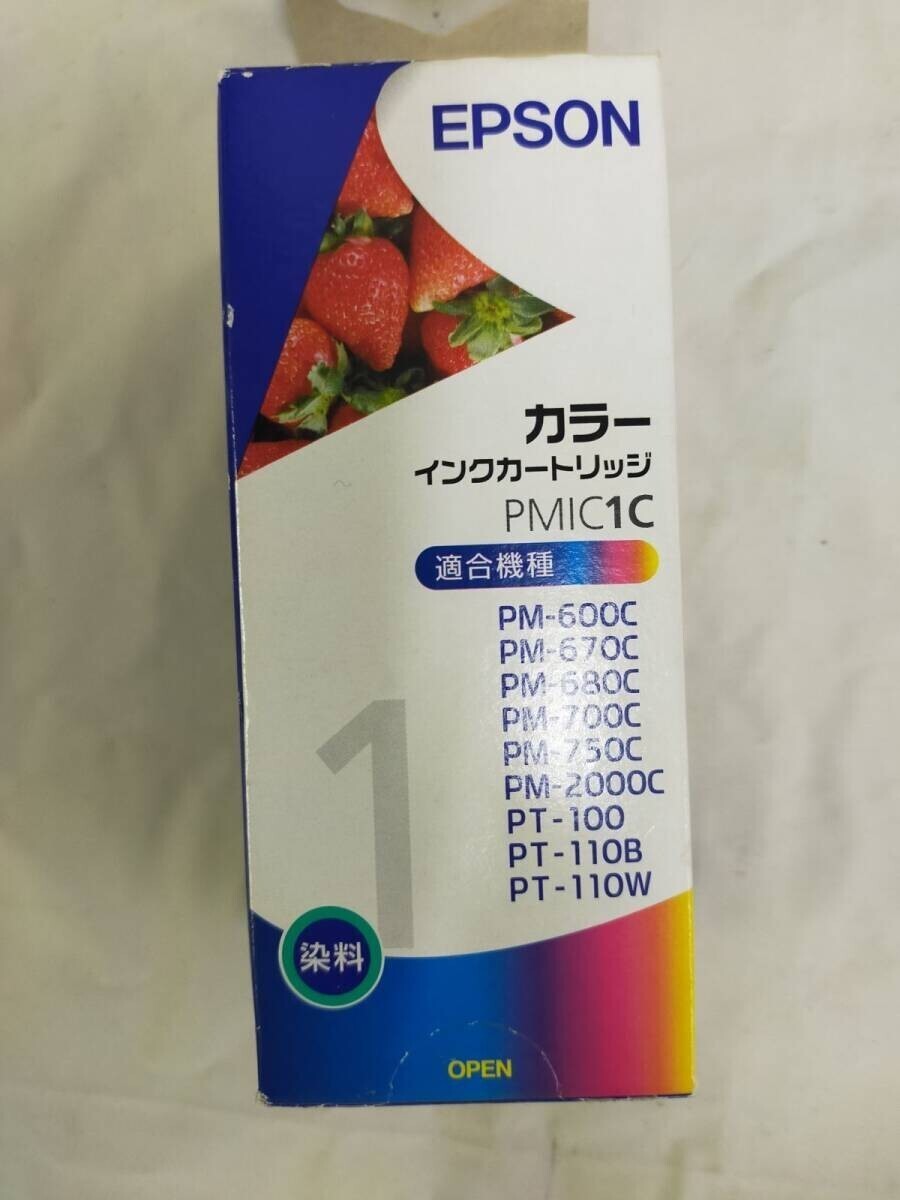 EPSON
カラー
インクカートリッジ
PMIC1C
適合機種
PM-600C
PM-670C
PM-680C
PM-700C
PM-750C
PM-2000C
PT-100
PT-110B
PT-110W
1
染料
OPEN